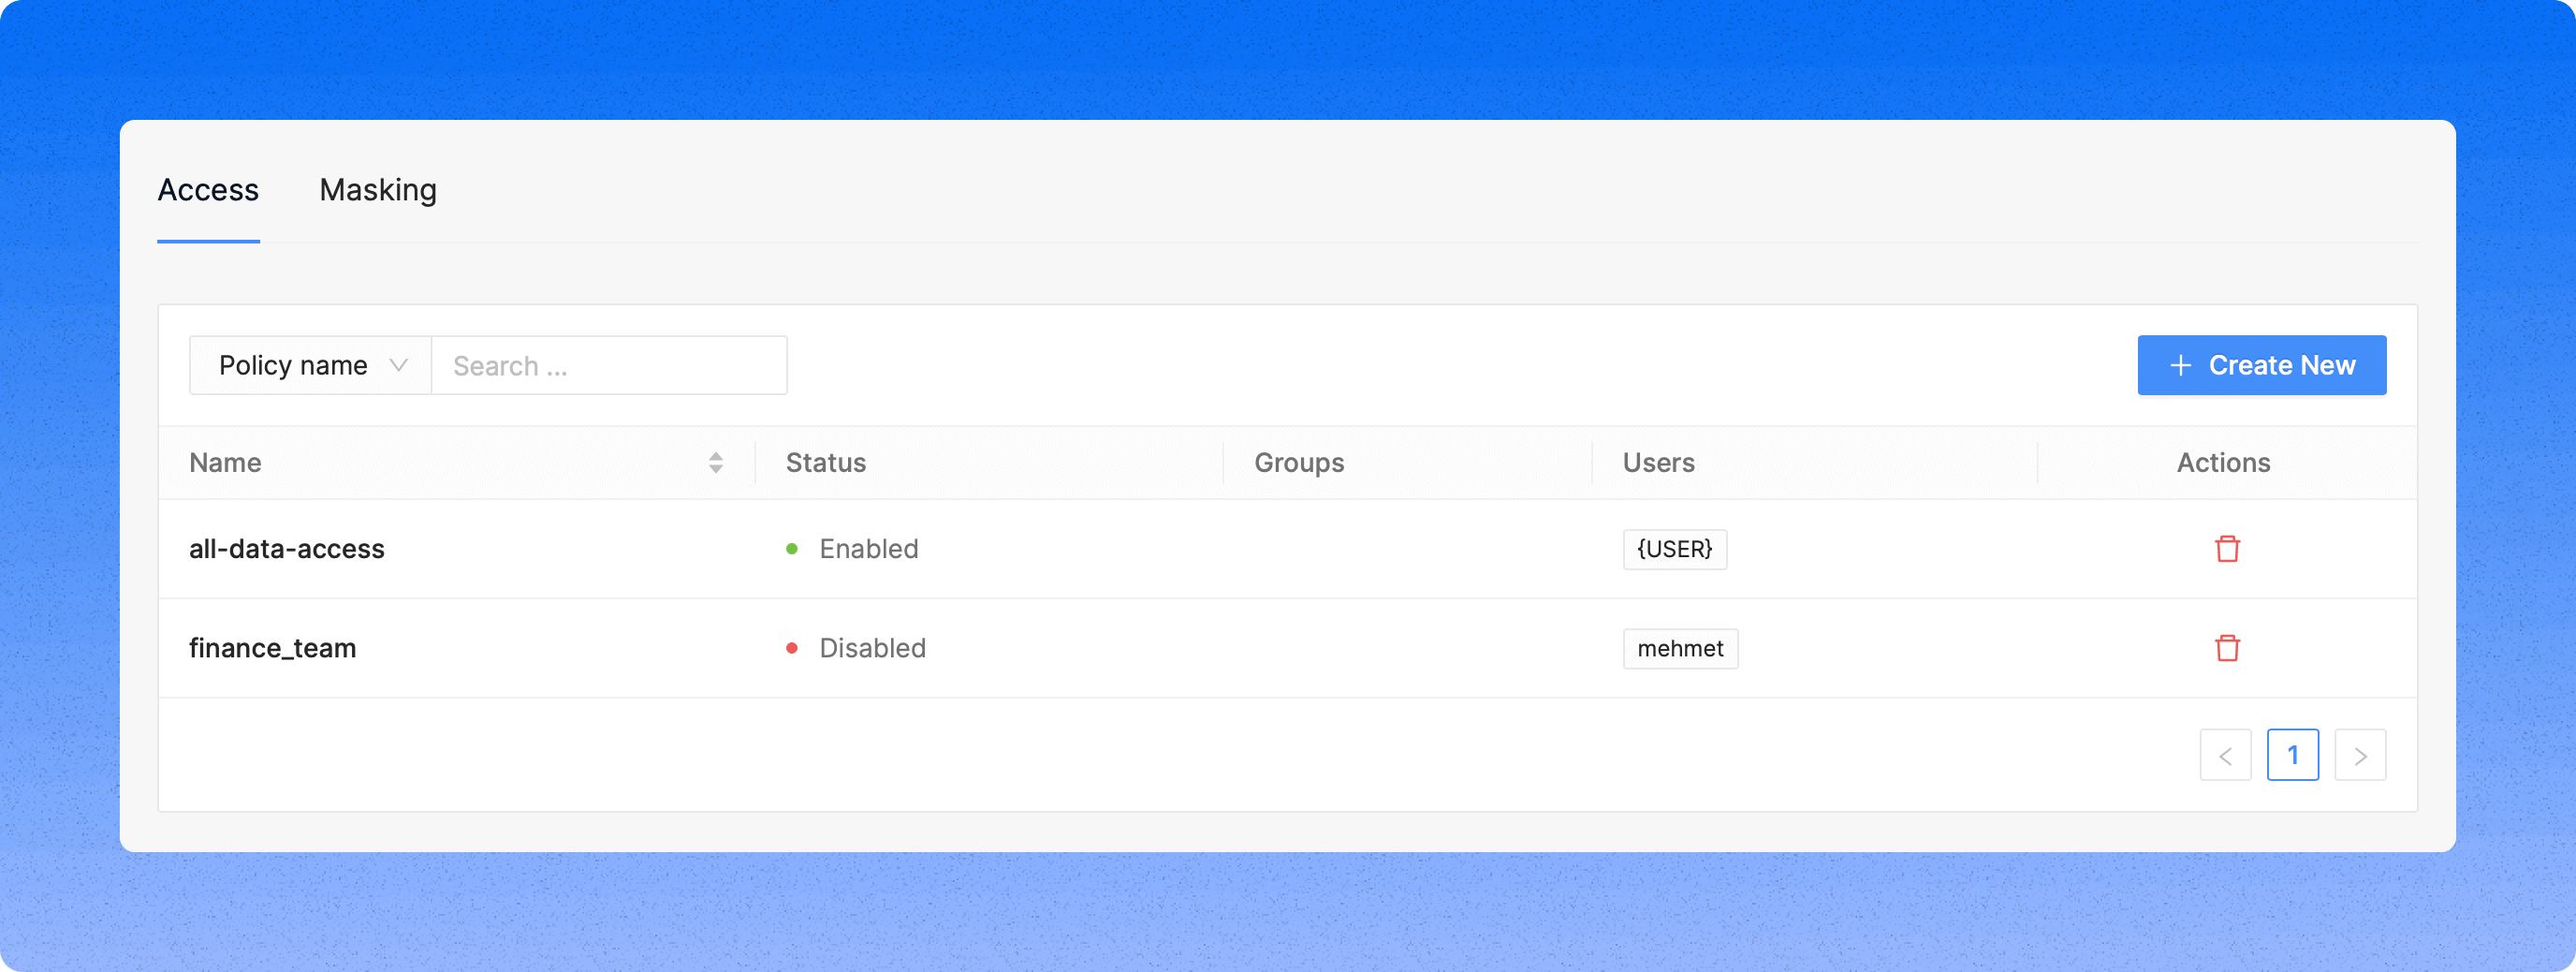 Access Masking
Policy name Search ... Create New
Name Status Groups Users Actions
all-data-access Enabled {USER}
finance_team Disabled mehmet
1